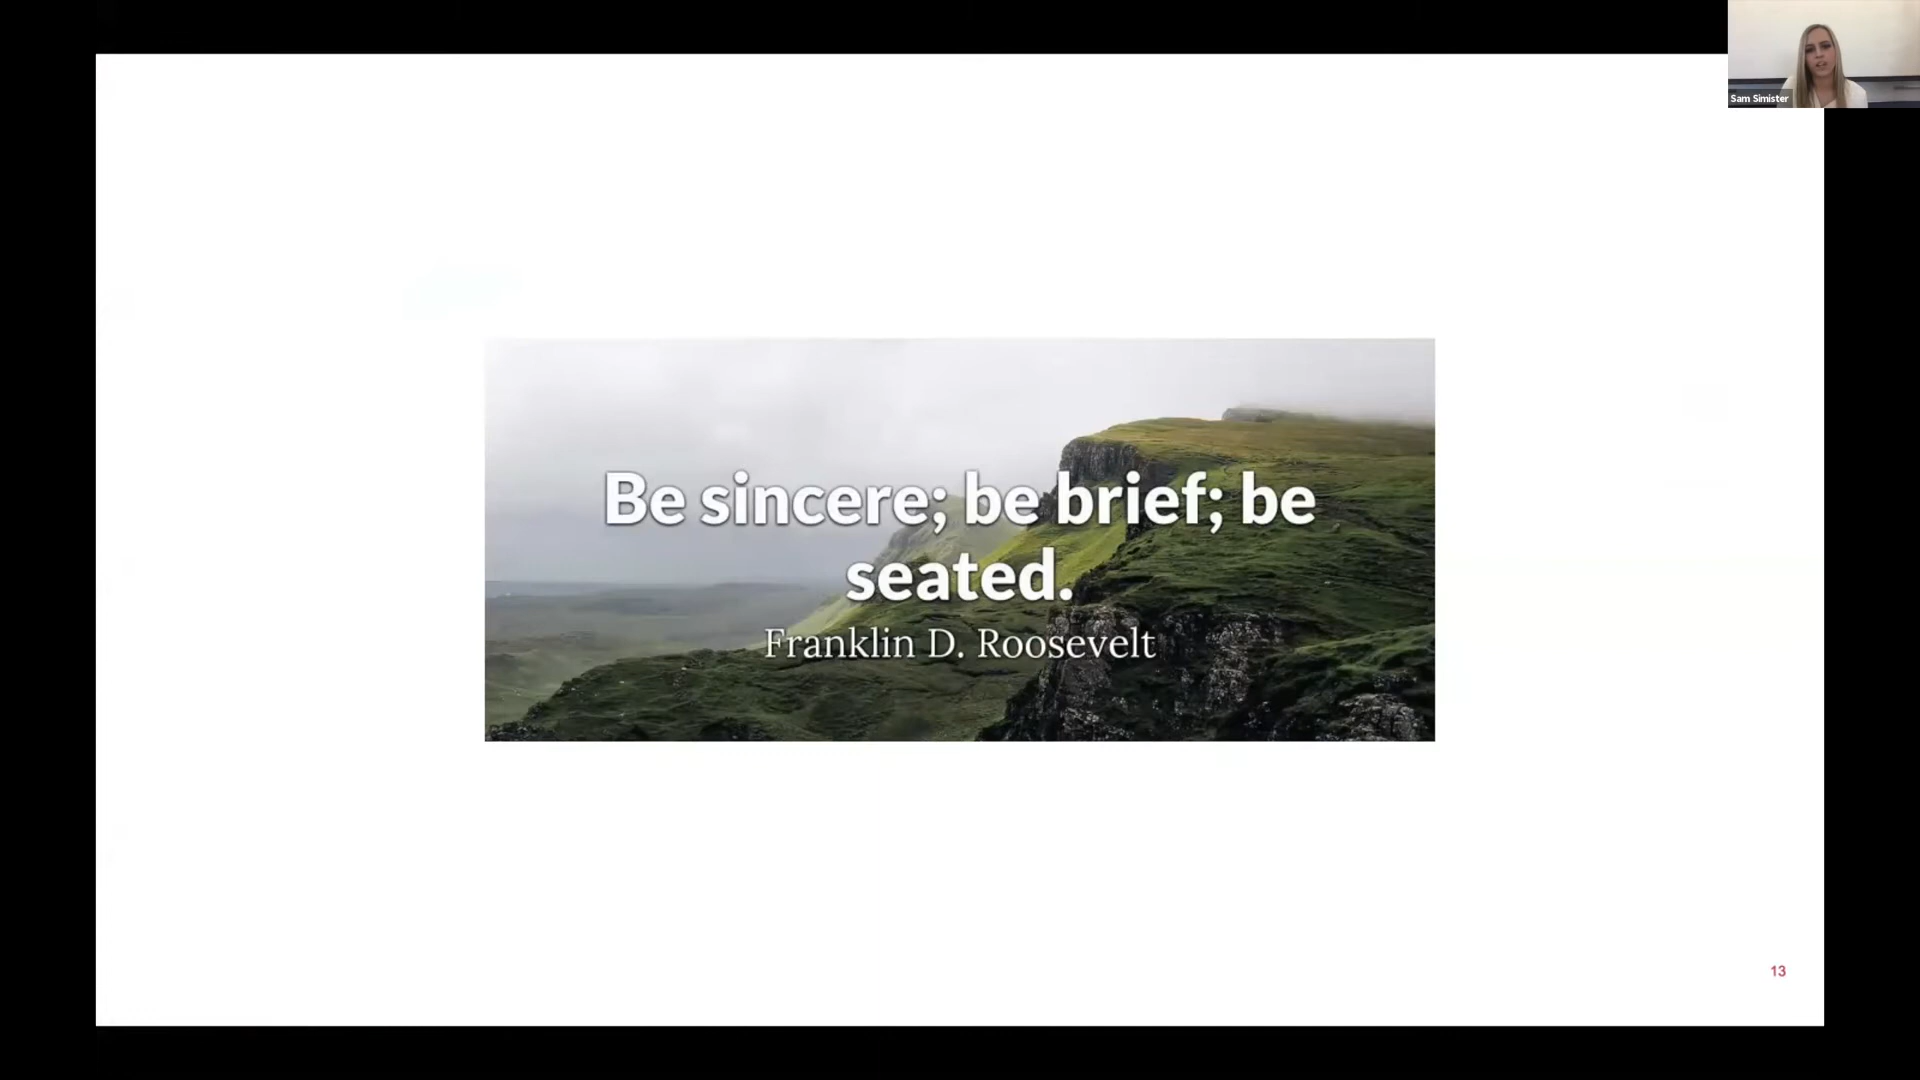 Sam Simister
Be sincere; be brief; be
seated.
Franklin D. Roosevelt
13